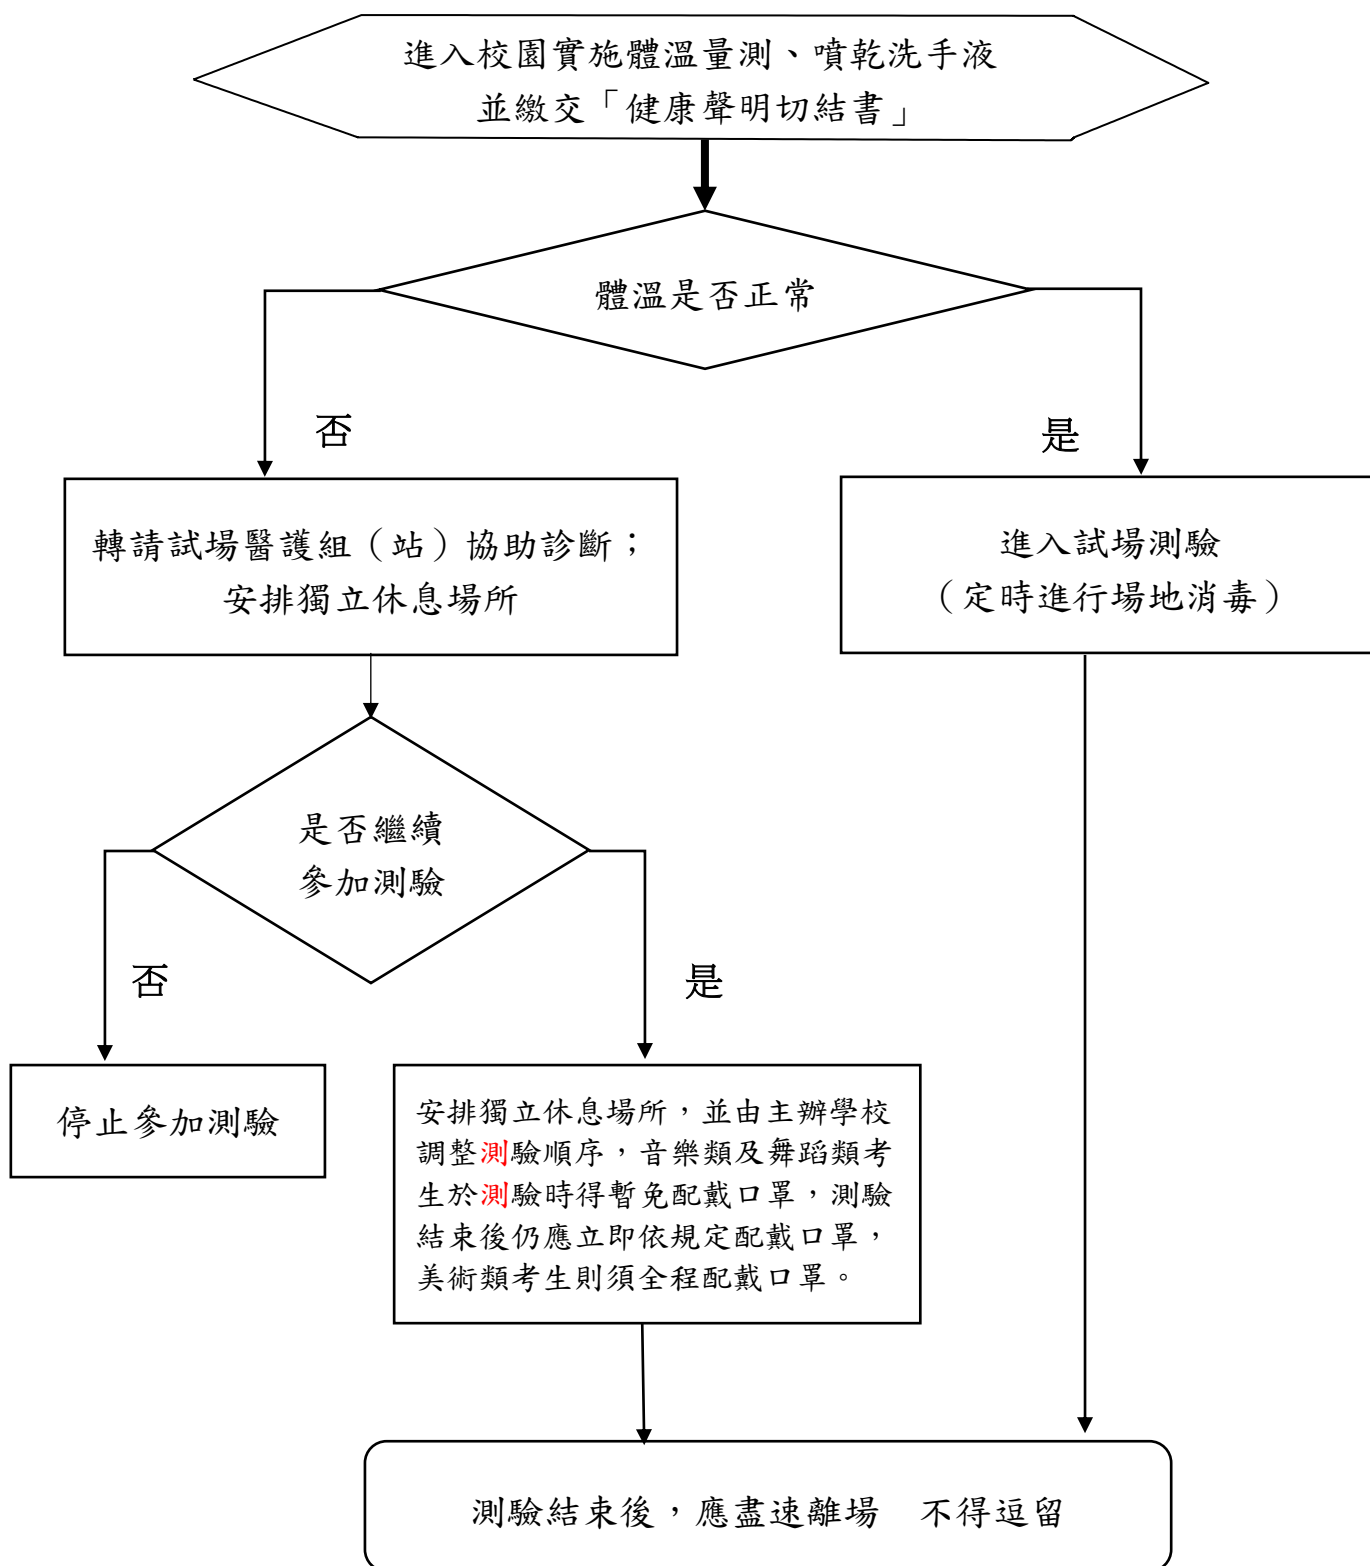 進入校園實施體溫量測、噴乾洗手液
並繳交「健康聲明切結書」
體溫是否正常
否
是
轉請試場醫護組（站）協助診斷；
安排獨立休息場所
進入試場測驗
（定時進行場地消毒）
是否繼續
參加測驗
否
是
停止參加測驗
安排獨立休息場所，並由主辦學校
調整測驗順序，音樂類及舞蹈類考
生於測驗時得暫免配戴口罩，測驗
結束後仍應立即依規定配戴口罩，
美術類考生則須全程配戴口罩。
測驗結束後，應盡速離場　不得逗留